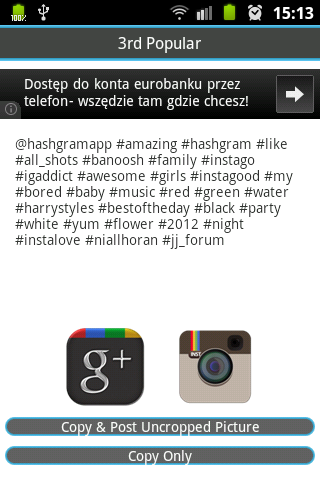 100%
15:13
3rd Popular
Dostęp do konta eurobanku przez
telefon- wszędzie tam gdzie chcesz!
@hashgramapp #amazing #hashgram #like
#all_shots #banoosh #family #instago
#igaddict #awesome #girls #instagood #my
#bored #baby #music #red #green #water
#harrystyles #bestoftheday #black #party
#white #yum #flower #2012 #night
#instalove #niallhoran #jj_forum
g+
INST
Copy & Post Uncropped Picture
Copy Only